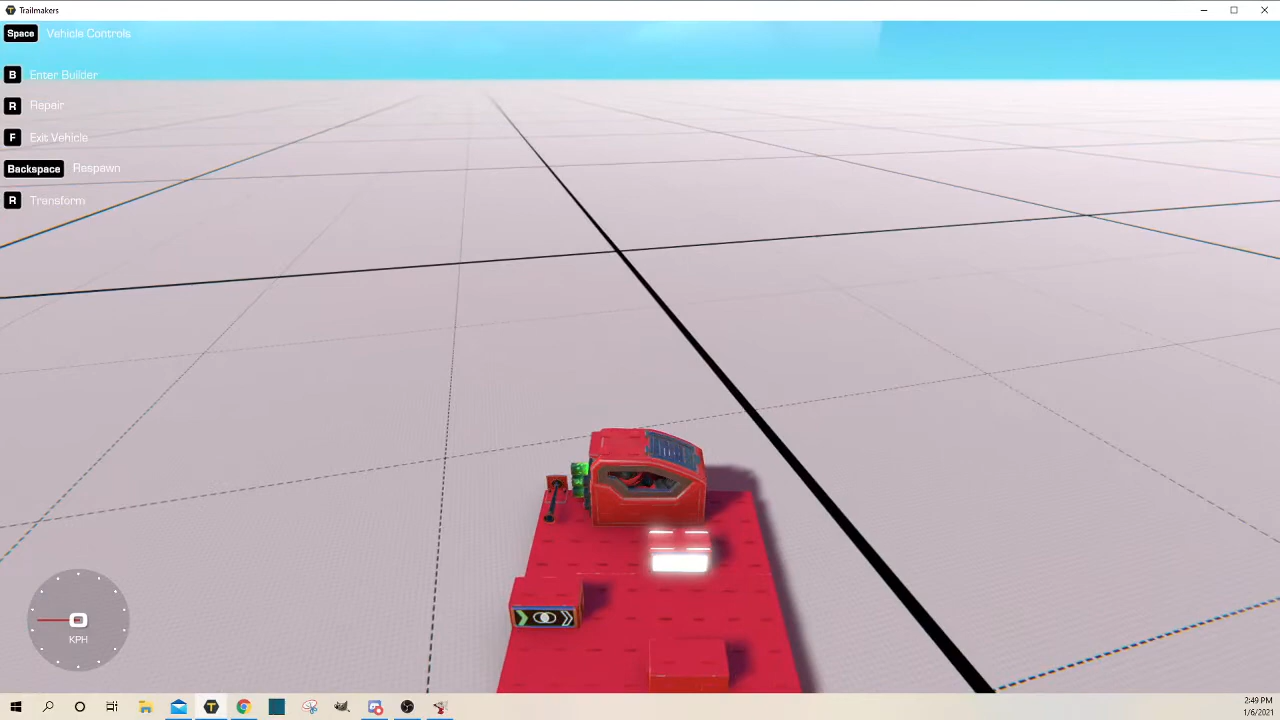 Trailmakers
Space Vehicle Controls
B Enter Builder
R Repair
F Exit Vehicle
Backspace Respawn
R Transform
KPH
2:49 PM
1/6/2021